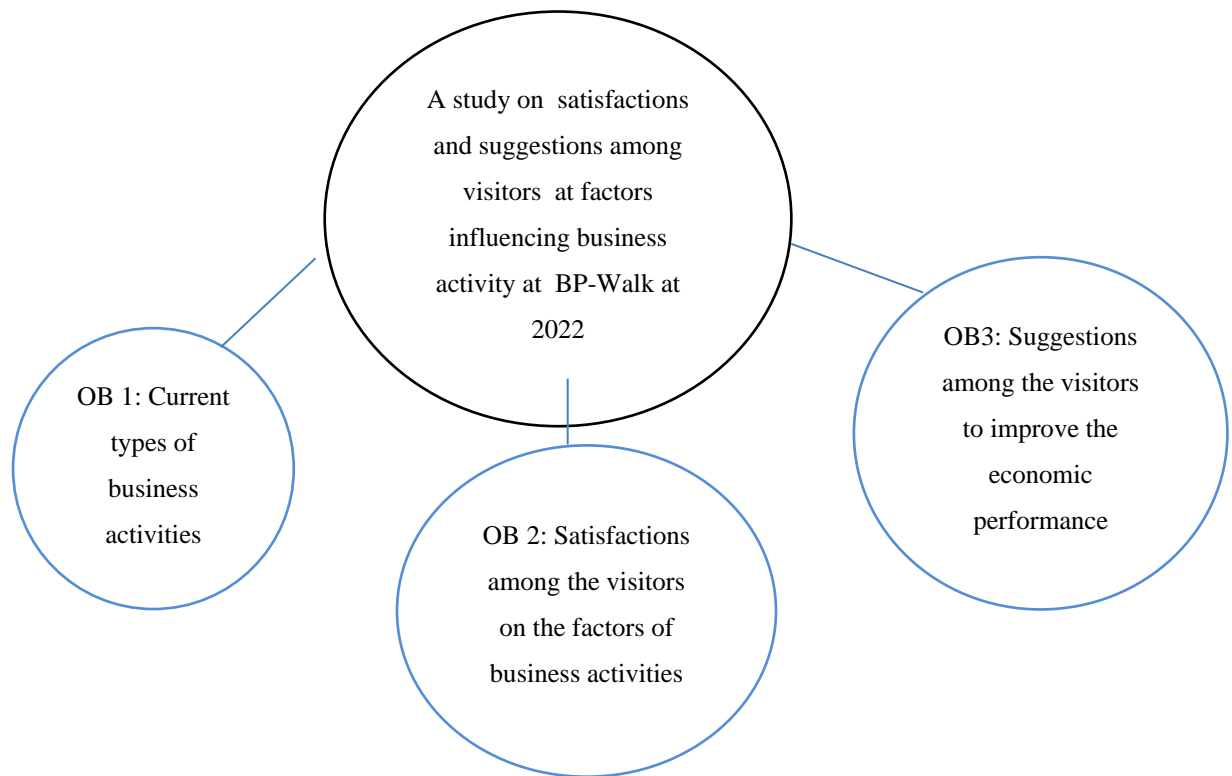 A study on satisfactions
and suggestions among
visitors at factors
influencing business
activity at BP-Walk at
2022
OB 1: Current
types of
business
activities
OB 2: Satisfactions
among the visitors
on the factors of
business activities
OB3: Suggestions
among the visitors
to improve the
economic
performance